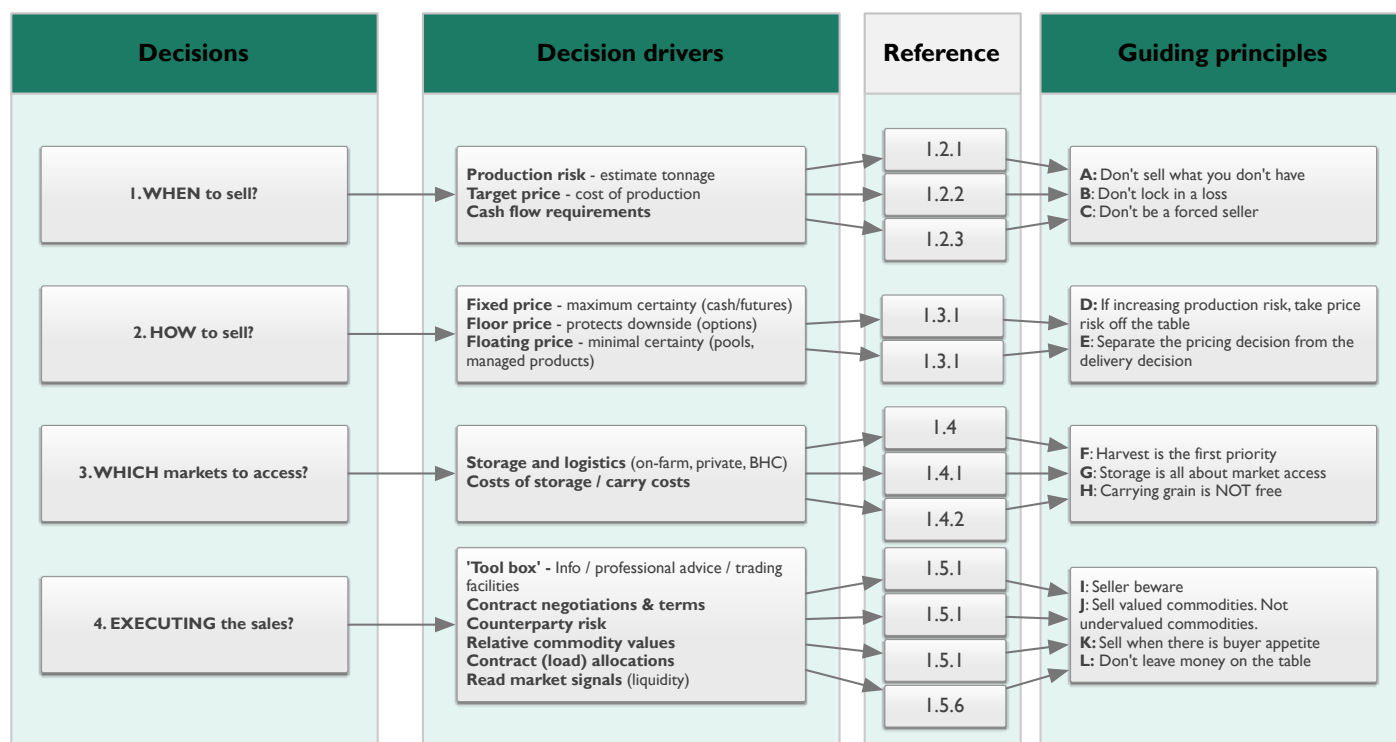 Decisions
Decision drivers
Reference
Guiding principles
1. WHEN to sell?
Production risk - estimate tonnage
Target price - cost of production
Cash flow requirements
1.2.1
1.2.2
1.2.3
A: Don't sell what you don't have
B: Don't lock in a loss
C: Don't be a forced seller
2. HOW to sell?
Fixed price - maximum certainty (cash/futures)
Floor price - protects downside (options)
Floating price - minimal certainty (pools,
managed products)
1.3.1
1.3.1
D: If increasing production risk, take price
risk off the table
E: Separate the pricing decision from the
delivery decision
3. WHICH markets to access?
Storage and logistics (on-farm, private, BHC)
Costs of storage / carry costs
1.4
1.4.1
1.4.2
F: Harvest is the first priority
G: Storage is all about market access
H: Carrying grain is NOT free
4. EXECUTING the sales?
'Tool box' - Info / professional advice / trading
facilities
Contract negotiations & terms
Counterparty risk
Relative commodity values
Contract (load) allocations
Read market signals (liquidity)
1.5.1
1.5.1
1.5.1
1.5.6
I: Seller beware
J: Sell valued commodities. Not
undervalued commodities.
K: Sell when there is buyer appetite
L: Don't leave money on the table